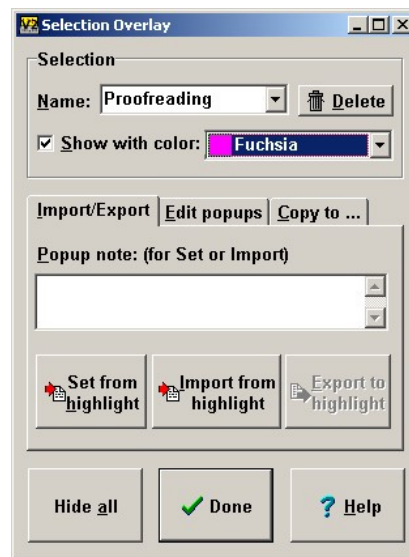 V2 Selection Overlay
Selection
Name: Proofreading Delete
Show with color: Fuchsia
Import/Export Edit popups Copy to ...
Popup note: (for Set or Import)
Set from highlight
Import from highlight
Export to highlight
Hide all Done ? Help